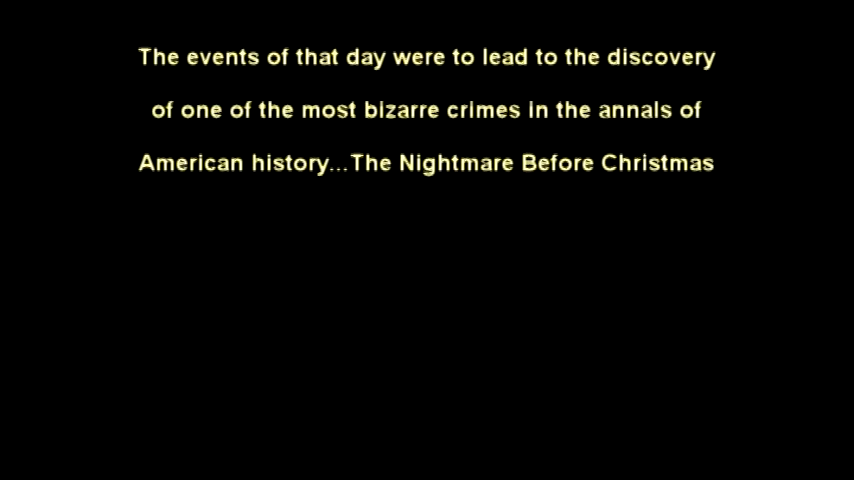 The events of that day were to lead to the discovery
of one of the most bizarre crimes in the annals of
American history...The Nightmare Before Christmas